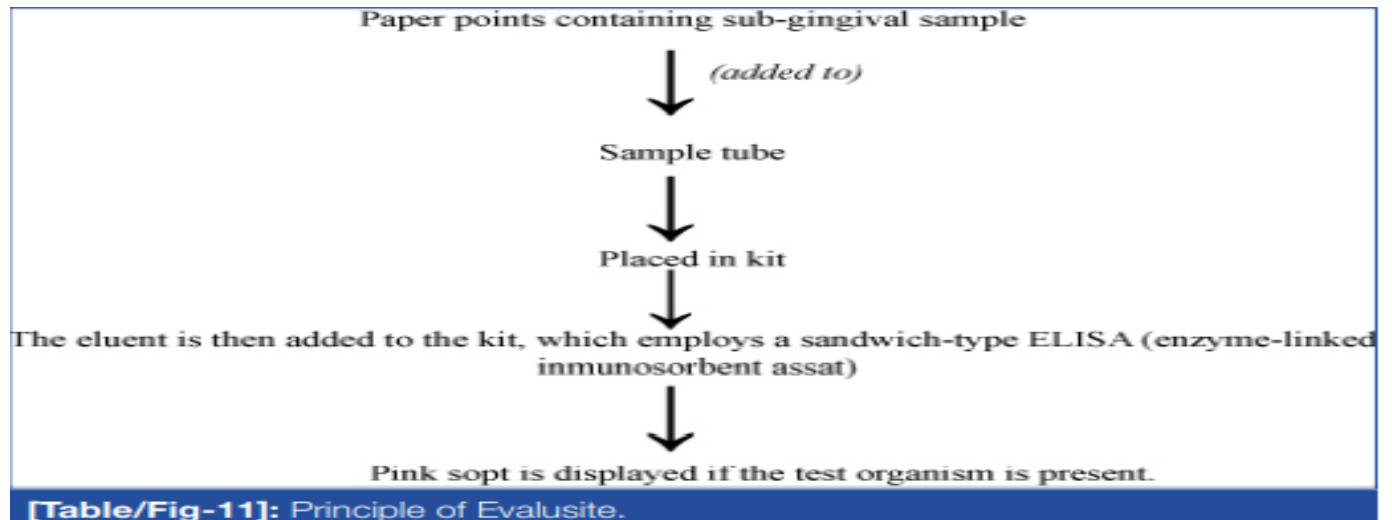 Paper points containing sub-gingival sample
(added to)
Sample tube
Placed in kit
The eluent is then added to the kit, which employs a sandwich-type ELISA (enzyme-linked
inmunosorbent assat)
Pink sopt is displayed if the test organism is present.
[Table/Fig-11]: Principle of Evalusite.